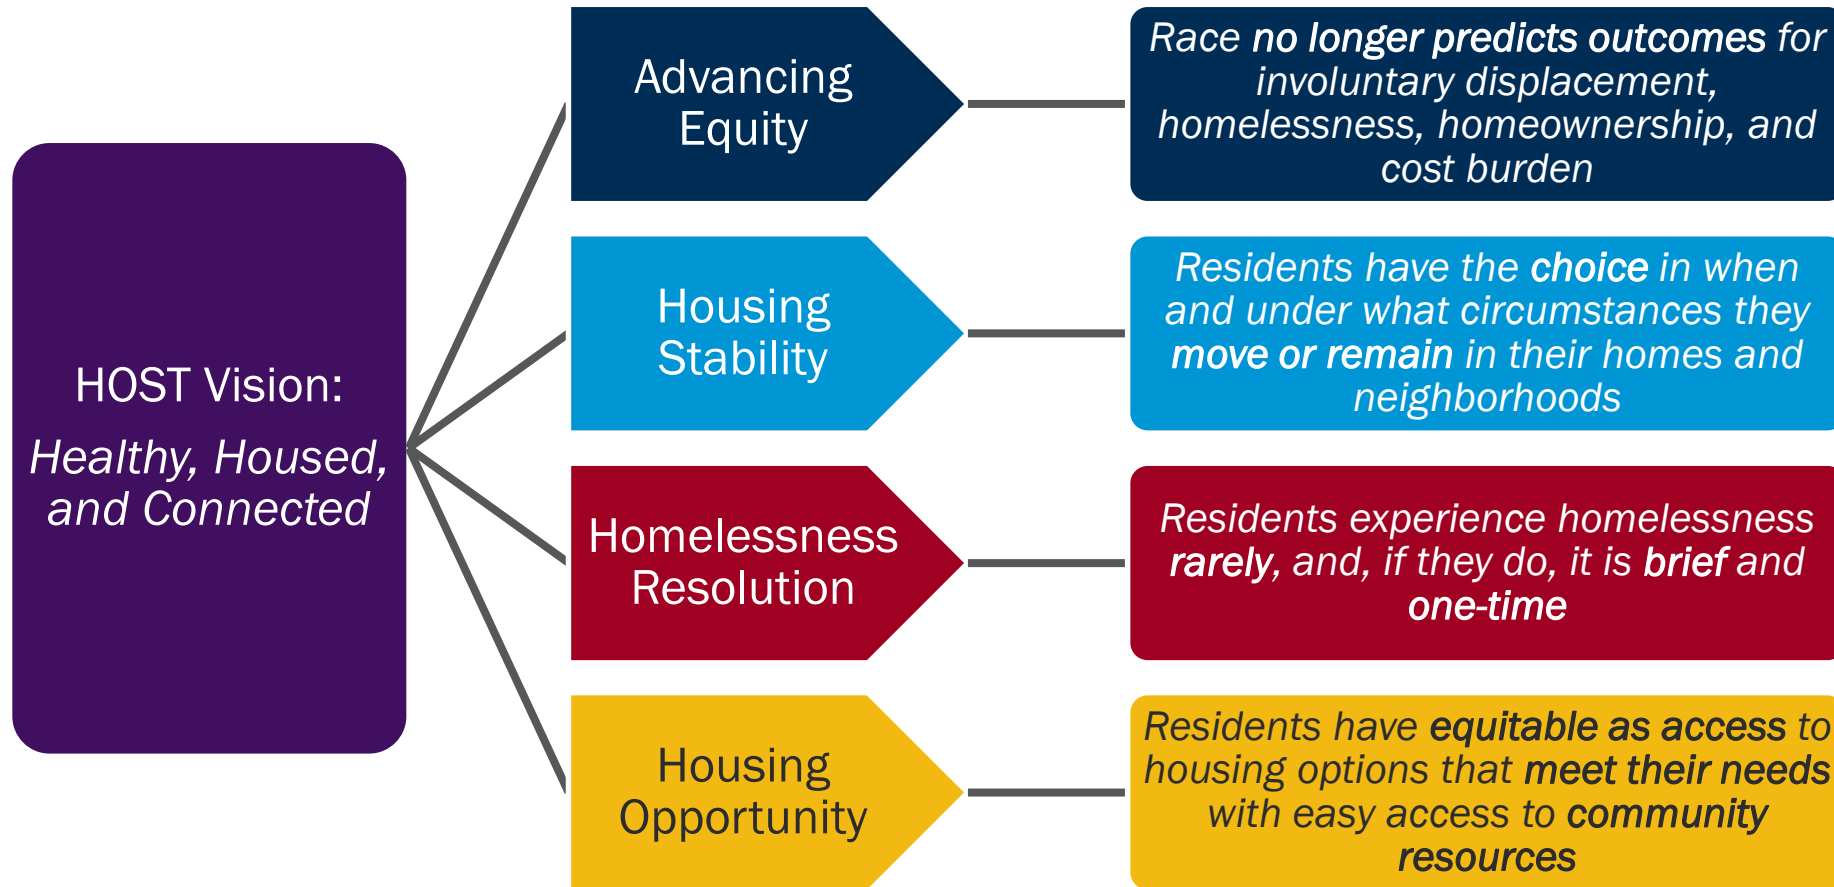 HOST Vision:
Healthy, Housed,
and Connected
Advancing
Equity
Race no longer predicts outcomes for
involuntary displacement,
homelessness, homeownership, and
cost burden
Housing
Stability
Residents have the choice in when
and under what circumstances they
move or remain in their homes and
neighborhoods
Homelessness
Resolution
Residents experience homelessness
rarely, and, if they do, it is brief and
one-time
Housing
Opportunity
Residents have equitable as access to
housing options that meet their needs
with easy access to community
resources